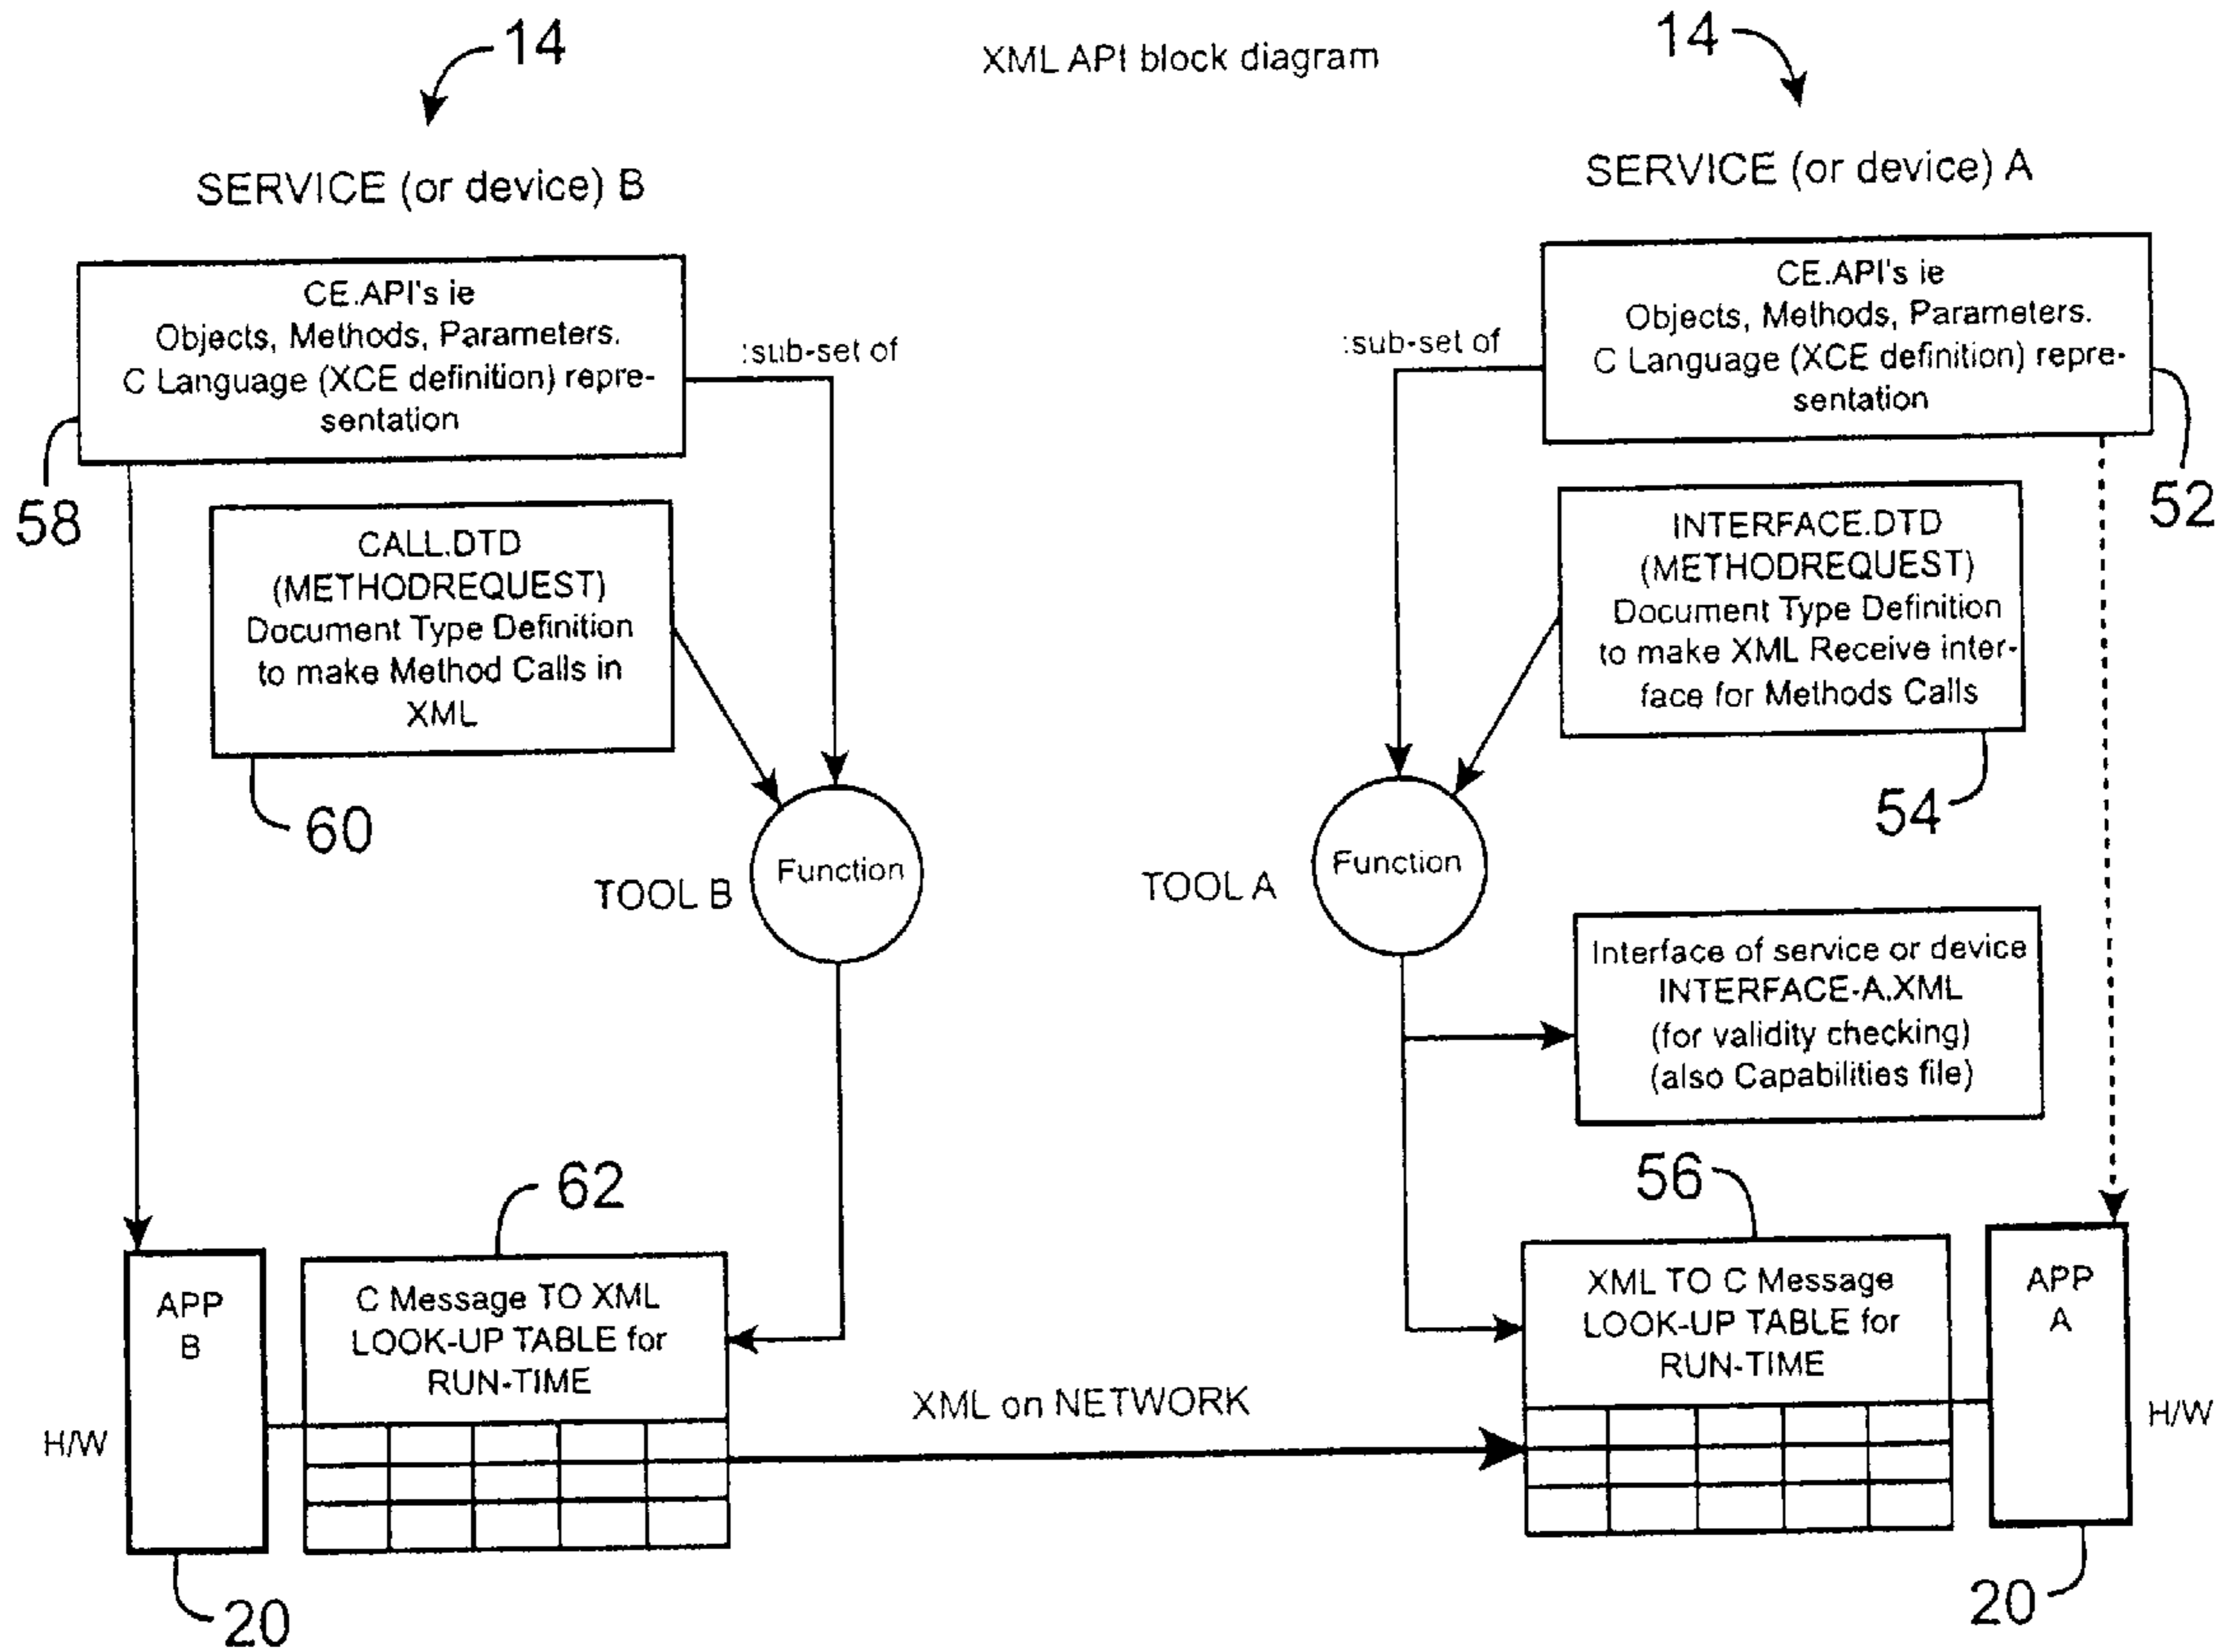 14
XML API block diagram
14
SERVICE (or device) B
SERVICE (or device) A
CE.API's ie
Objects, Methods, Parameters.
C Language (XCE definition) repre-
sentation
:sub-set of
:sub-set of
CE.API's ie
Objects, Methods, Parameters.
C Language (XCE definition) repre-
sentation
58
52
CALL.DTD
(METHODREQUEST)
Document Type Definition
to make Method Calls in
XML
INTERFACE.DTD
(METHODREQUEST)
Document Type Definition
to make XML Receive inter-
face for Methods Calls
60
54
TOOL B
Function
TOOL A
Function
Interface of service or device
INTERFACE-A.XML
(for validity checking)
(also Capabilities file)
62
56
APP
B
C Message TO XML
LOOK-UP TABLE for
RUN-TIME
XML TO C Message
LOOK-UP TABLE for
RUN-TIME
APP
A
H/W
XML on NETWORK
H/W
20
20